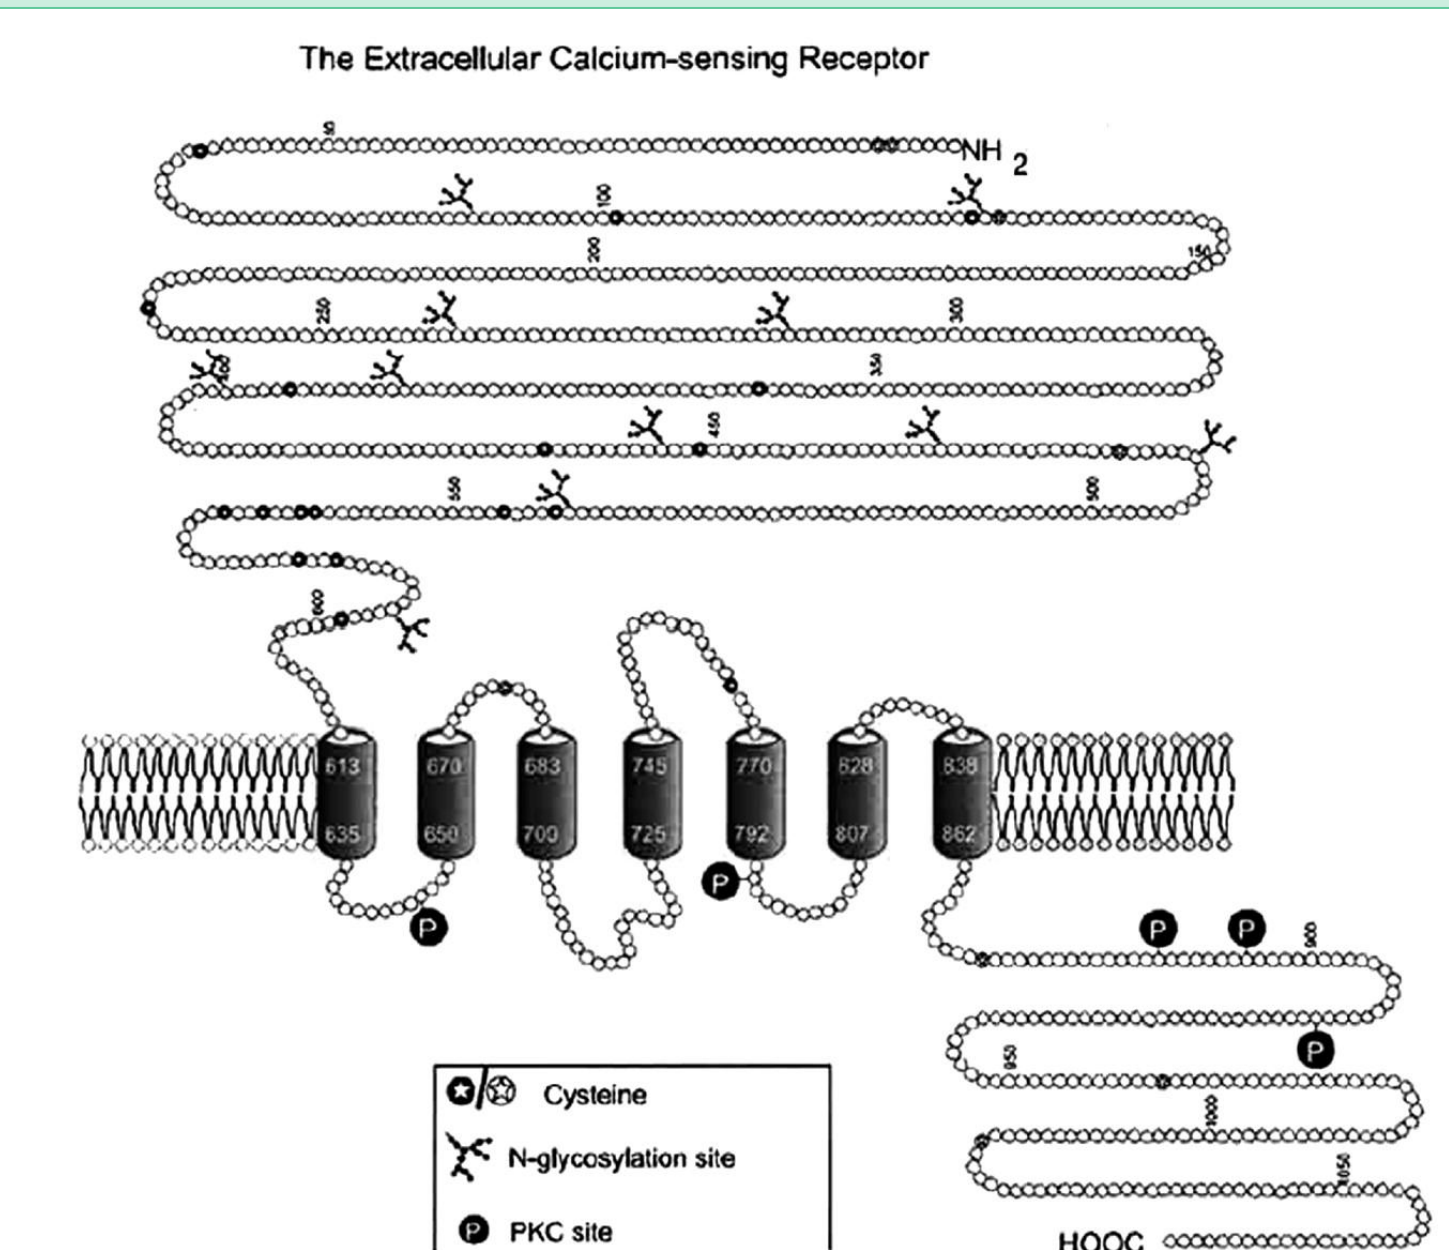 The Extracellular Calcium-sensing Receptor
50
NH 2
100
200
150
250
300
400
350
450
550
500
600
613 670 683 745 770 828 838
635 650 700 725 792 807 862
P
P
P P
900
P
950
1000
1050
HOOC
Cysteine
N-glycosylation site
P PKC site